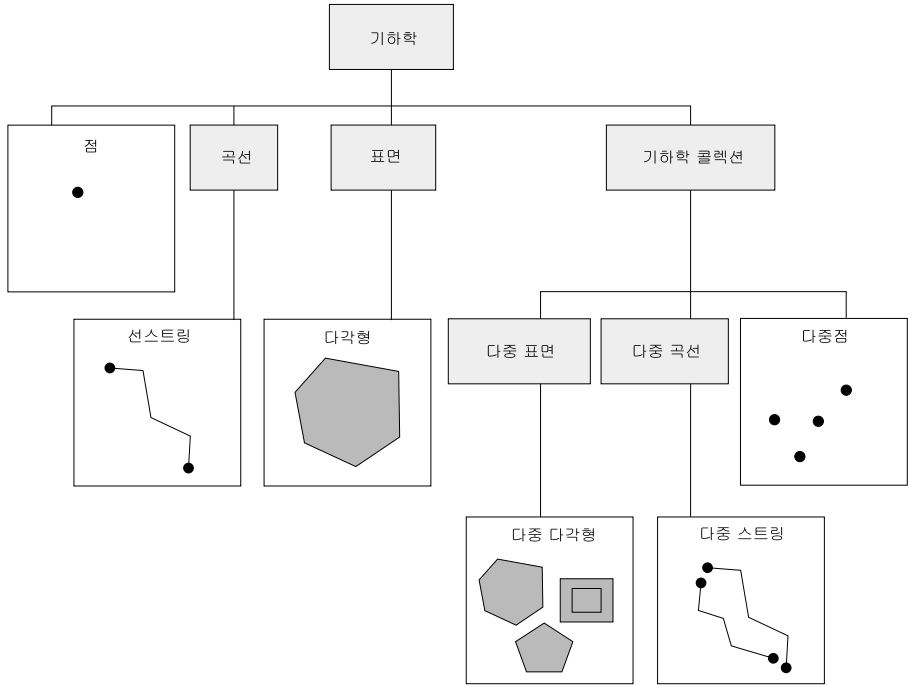 기하학
점
곡선
표면
기하학 콜렉션
선스트링
다각형
다중 표면
다중 곡선
다중점
다중 다각형
다중 스트링